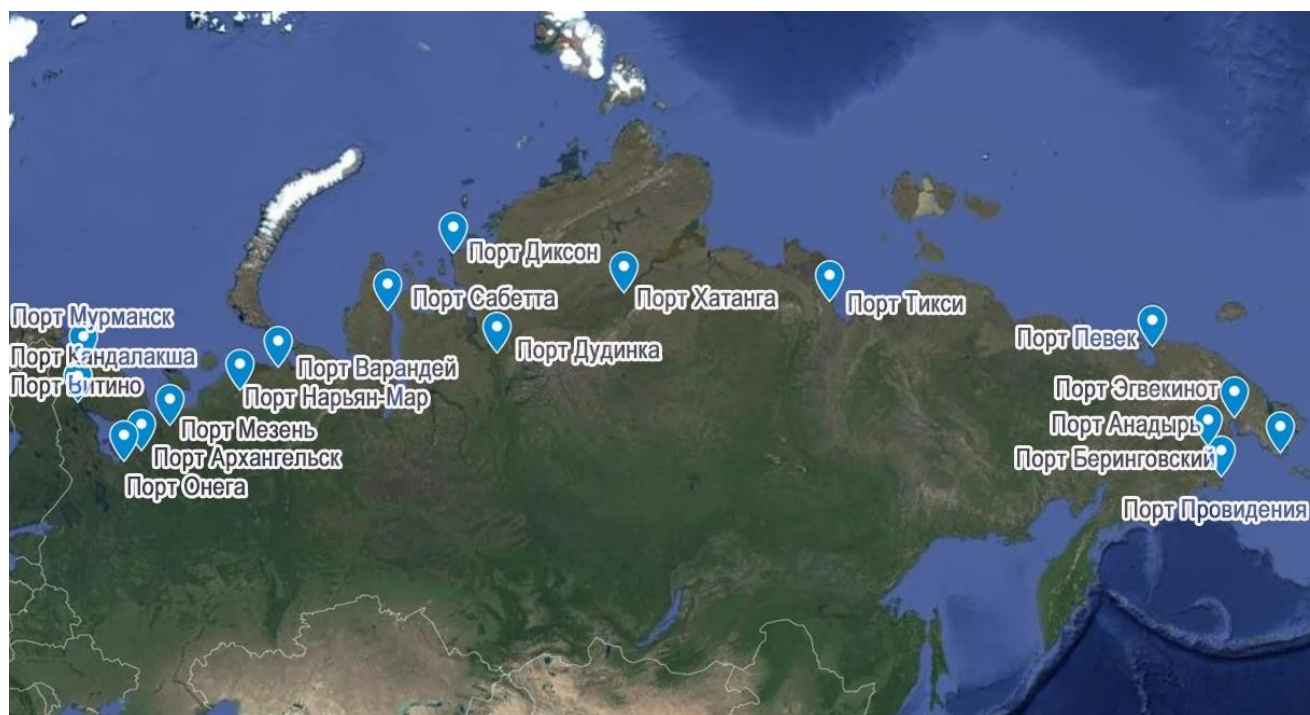 Порт Диксон
Порт Сабетта
Порт Хатанга
Порт Тикси
Порт Мурманск
Порт Певек
Порт Дудинка
Порт Кандалакша
Порт Варандей
Порт Витино
Порт Нарьян-Мар
Порт Эгвекинот
Порт Мезень
Порт Анадырь
Порт Архангельск
Порт Беринговский
Порт Онега
Порт Провидения